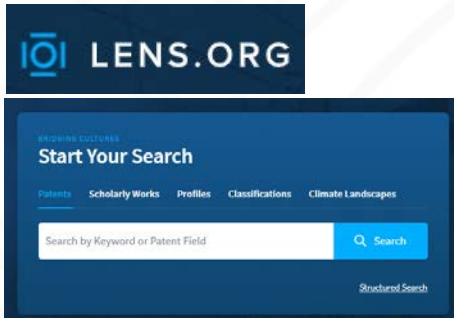 LENS.ORG
BRIDGING CULTURES
Start Your Search
Patents Scholarly Works Profiles Classifications Climate Landscapes
Search by Keyword or Patent Field Search
Structured Search